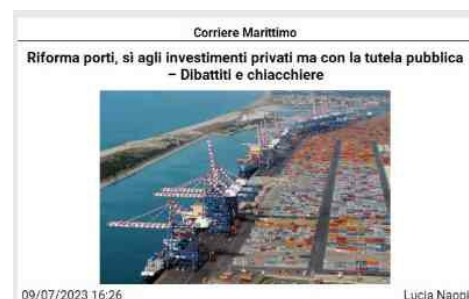 Corriere Marittimo
Riforma porti, sì agli investimenti privati ma con la tutela pubblica
– Dibattiti e chiacchiere
09/07/2023 16:26 Lucia Nappi